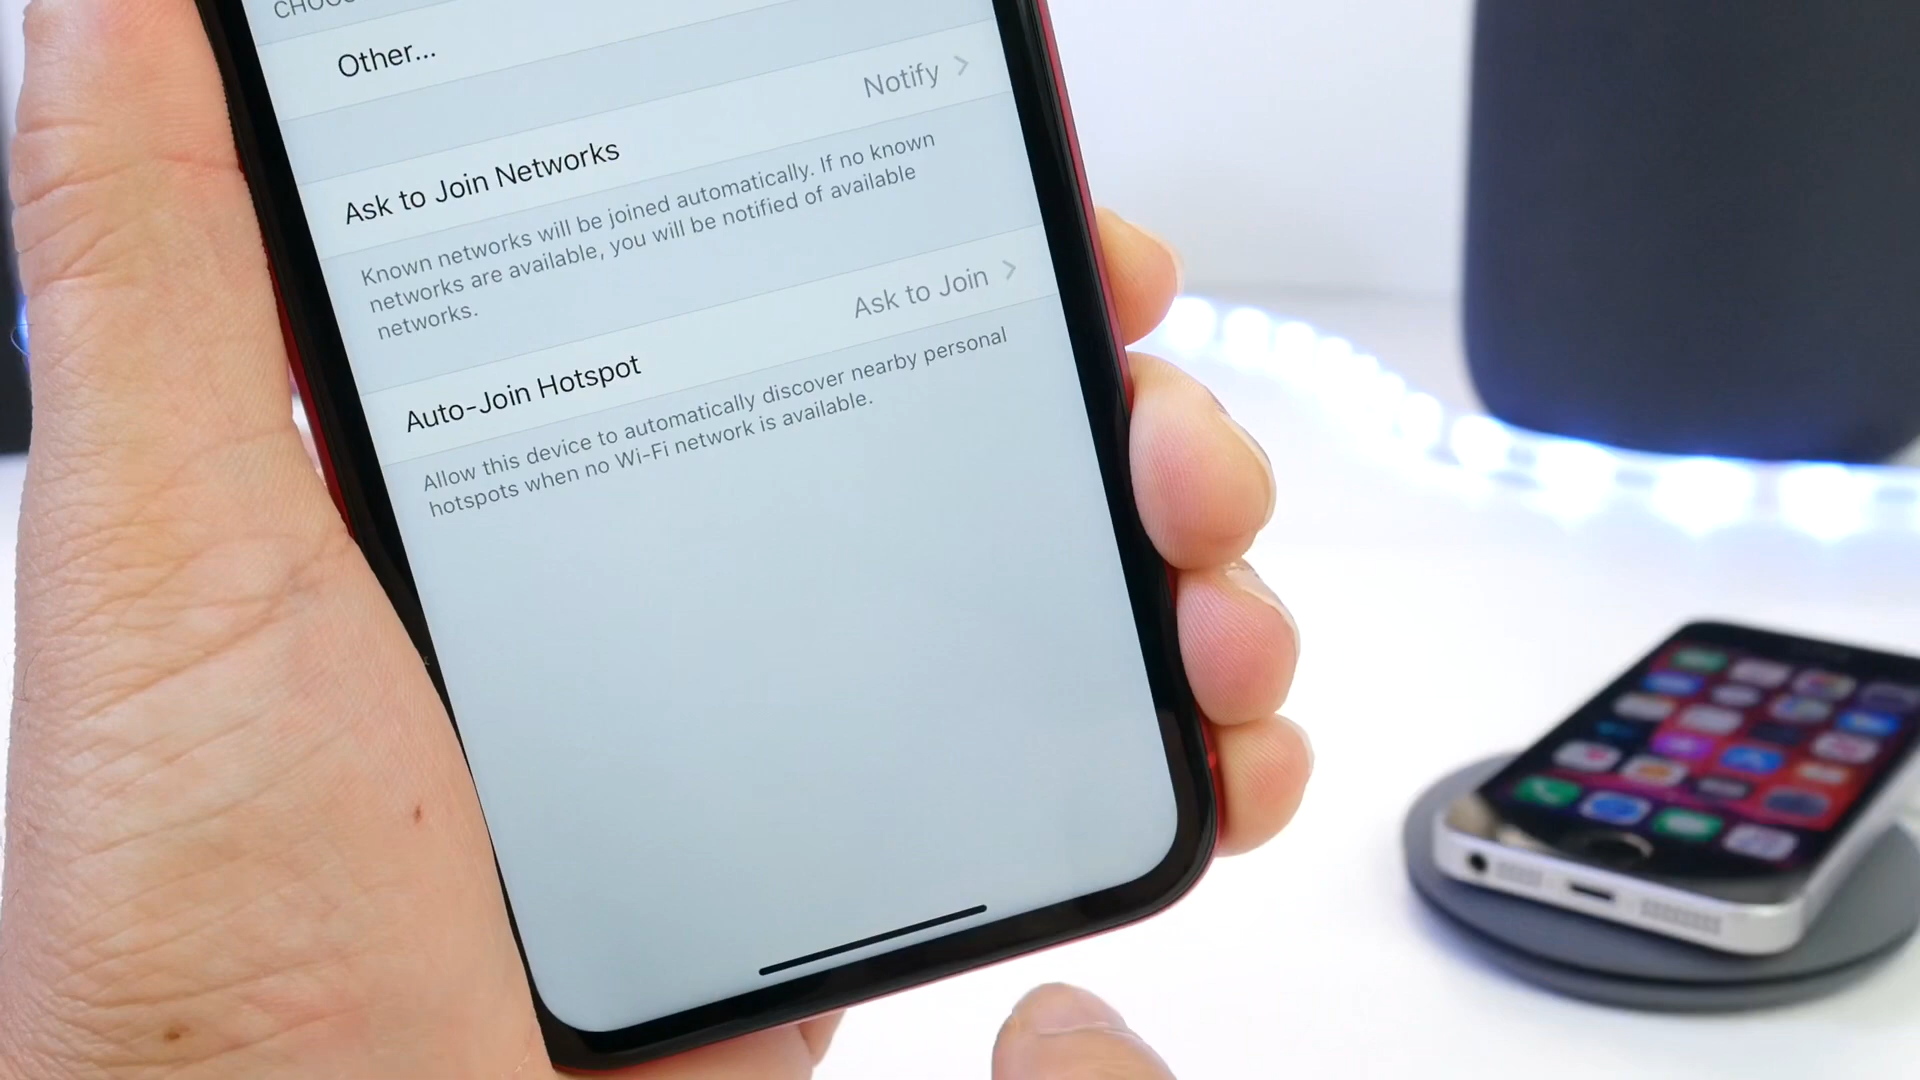 Other...
Ask to Join Networks
Notify
Known networks will be joined automatically. If no known
networks are available, you will be notified of available
networks.
Auto-Join Hotspot
Ask to Join
Allow this device to automatically discover nearby personal
hotspots when no Wi-Fi network is available.